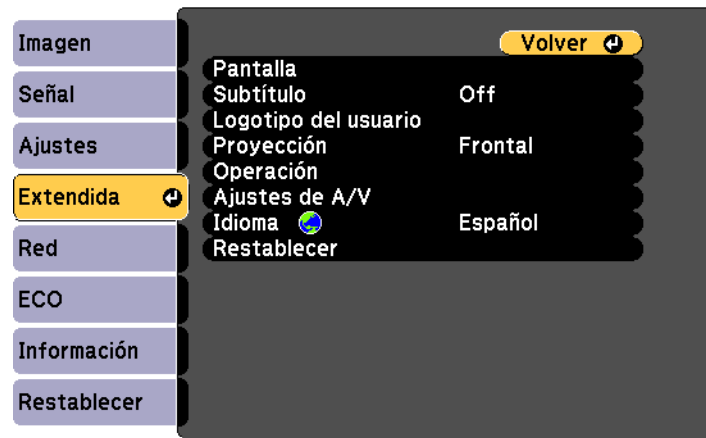 Imagen
Señal
Ajustes
Extendida
Red
ECO
Información
Restablecer
Volver
Pantalla
Subtítulo Off
Logotipo del usuario
Proyección Frontal
Operación
Ajustes de A/V
Idioma Español
Restablecer